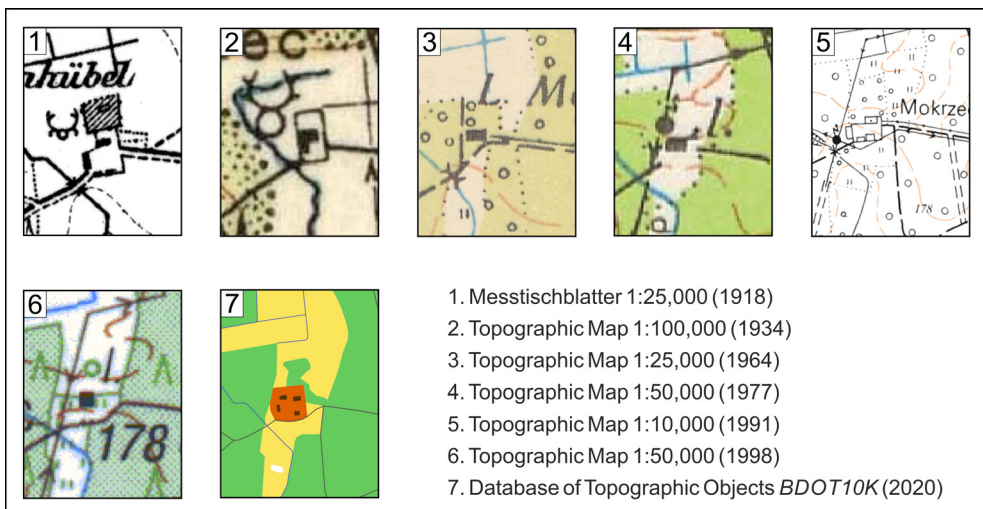 1
nhübel
2
ec
3
L M
4
5
Mokrze
178
6
178
7
1. Messtischblatter 1:25,000 (1918)
2. Topographic Map 1:100,000 (1934)
3. Topographic Map 1:25,000 (1964)
4. Topographic Map 1:50,000 (1977)
5. Topographic Map 1:10,000 (1991)
6. Topographic Map 1:50,000 (1998)
7. Database of Topographic Objects BDOT10K (2020)